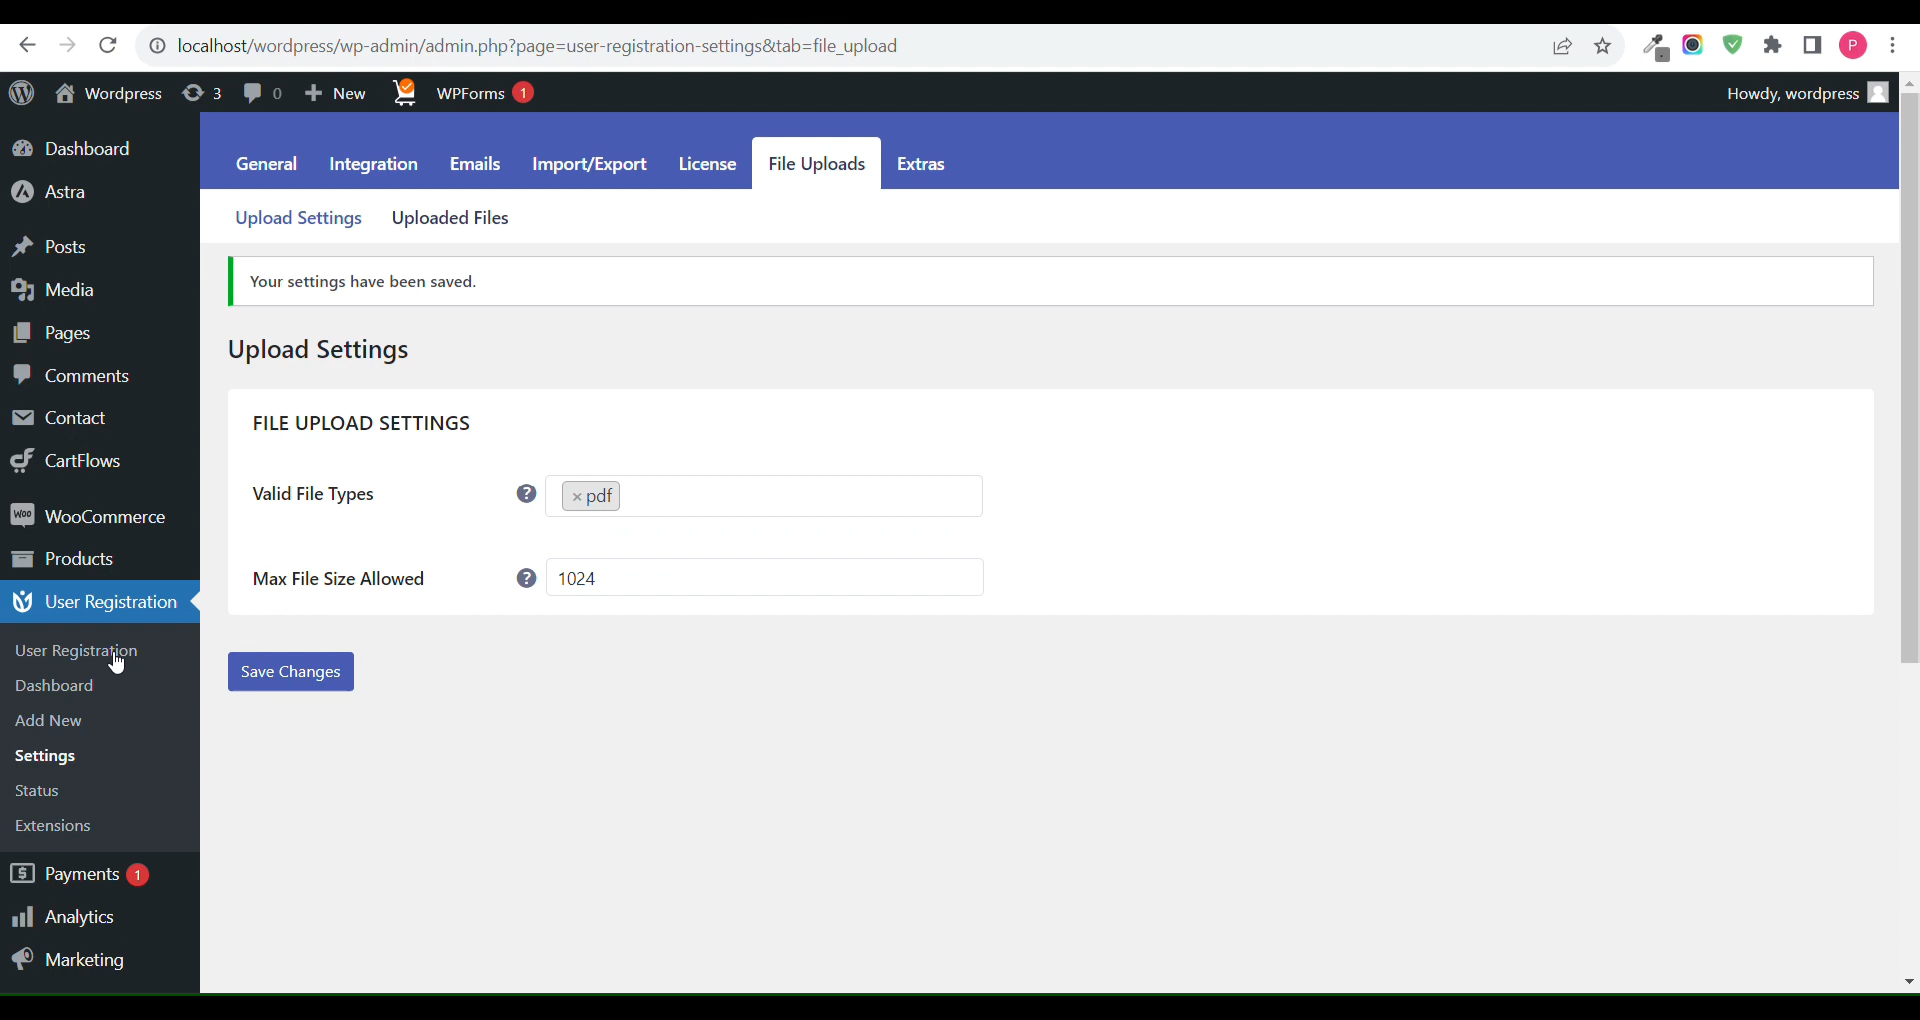 localhost/wordpress/wp-admin/admin.php?page=user-registration-settings&tab=file_upload
P
Wordpress 3 0 New WPForms 1 Howdy, wordpress
Dashboard
Astra
Posts
Media
Pages
Comments
Contact
CartFlows
Woo WooCommerce
Products
User Registration
User Registration
Dashboard
Add New
Settings
Status
Extensions
Payments 1
Analytics
Marketing
General Integration Emails Import/Export License File Uploads Extras
Upload Settings Uploaded Files
Your settings have been saved.
Upload Settings
FILE UPLOAD SETTINGS
Valid File Types ? × pdf
Max File Size Allowed ? 1024
Save Changes